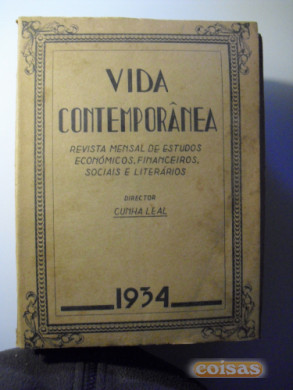 VIDA
CONTEMPORÂNEA
REVISTA MENSAL DE ESTUDOS
ECONÓMICOS, FINANCEIROS,
SOCIAIS E LITERÁRIOS
DIRECTOR
CUNHA LEAL
1934
coisas